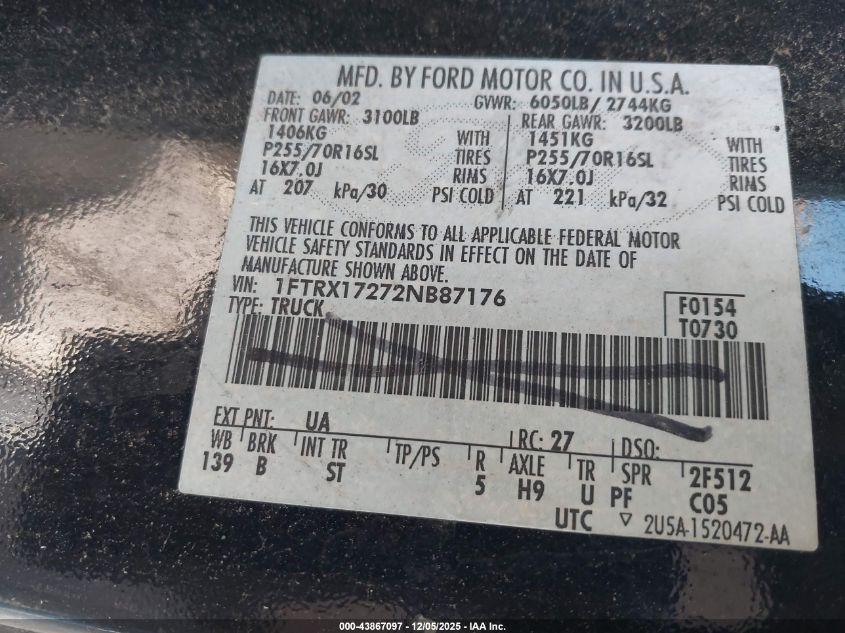 MFD. BY FORD MOTOR CO. IN U.S.A.
DATE: 06/02 GVWR: 6050LB/ 2744KG
FRONT GAWR: 3100LB REAR GAWR: 3200LB
1406KG WITH 1451KG WITH
P255/70R16SL TIRES P255/70R16SL TIRES
16X7.0J RIMS 16X7.0J RIMS
AT 207 kPa/30 PSI COLD AT 221 kPa/32 PSI COLD
THIS VEHICLE CONFORMS TO ALL APPLICABLE FEDERAL MOTOR
VEHICLE SAFETY STANDARDS IN EFFECT ON THE DATE OF
MANUFACTURE SHOWN ABOVE.
VIN: 1FTRX17272NB87176 F0154
TYPE: TRUCK T0730
EXT PNT: UA RC: 27 DSO:
WB BRK INT TR TP/PS R AXLE TR SPR 2F512
139 B ST 5 H9 U PF C05
UTC ▽ 2U5A-1520472-AA
000-43867097 - 12/05/2025 - IAA Inc.